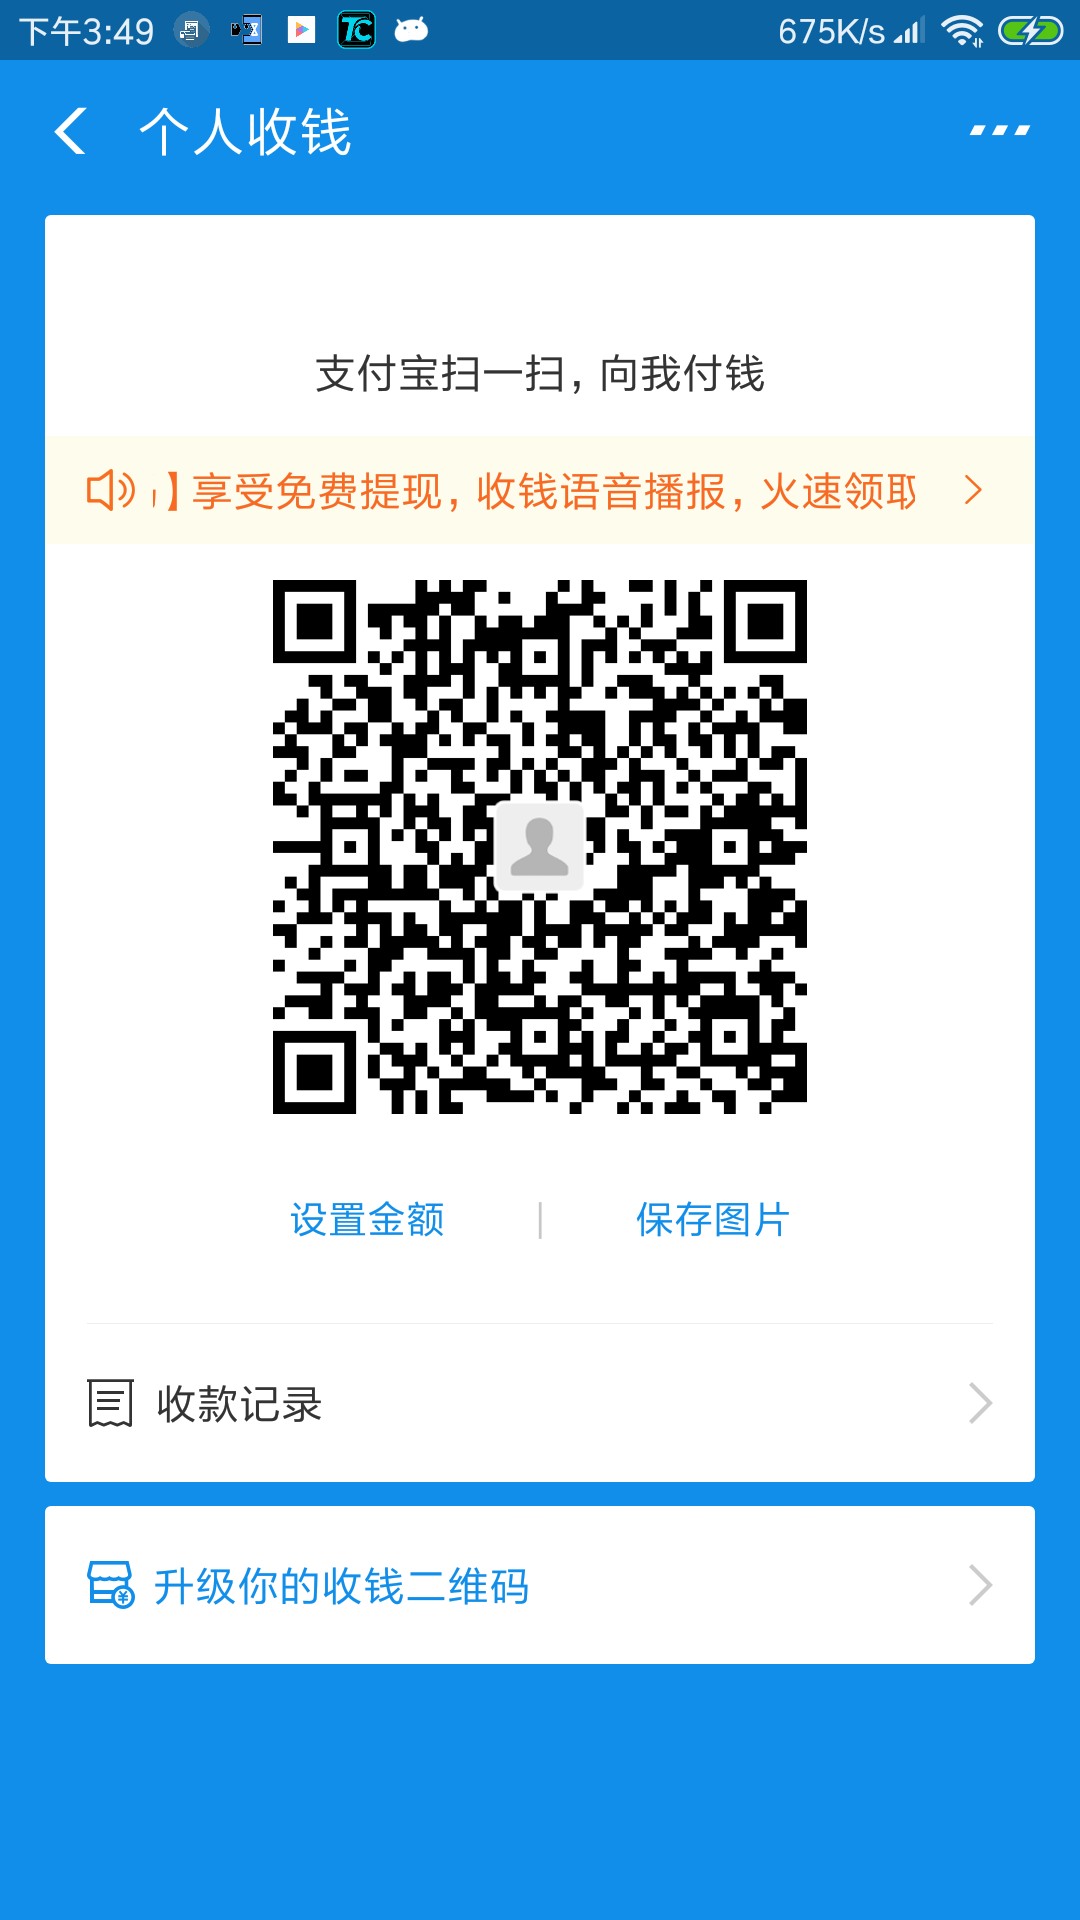 下午3:49
675K/s
个人收钱
支付宝扫一扫，向我付钱
】享受免费提现，收钱语音播报，火速领取
设置金额 | 保存图片
收款记录
升级你的收钱二维码